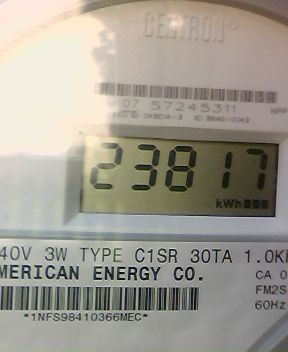 CENTRON®
07 57245311
23817
kWh
40V 3W TYPE C1SR 30TA 1.0K
MERICAN ENERGY CO.
CA 0
FM2S
60Hz
*1NFS98410366MEC*